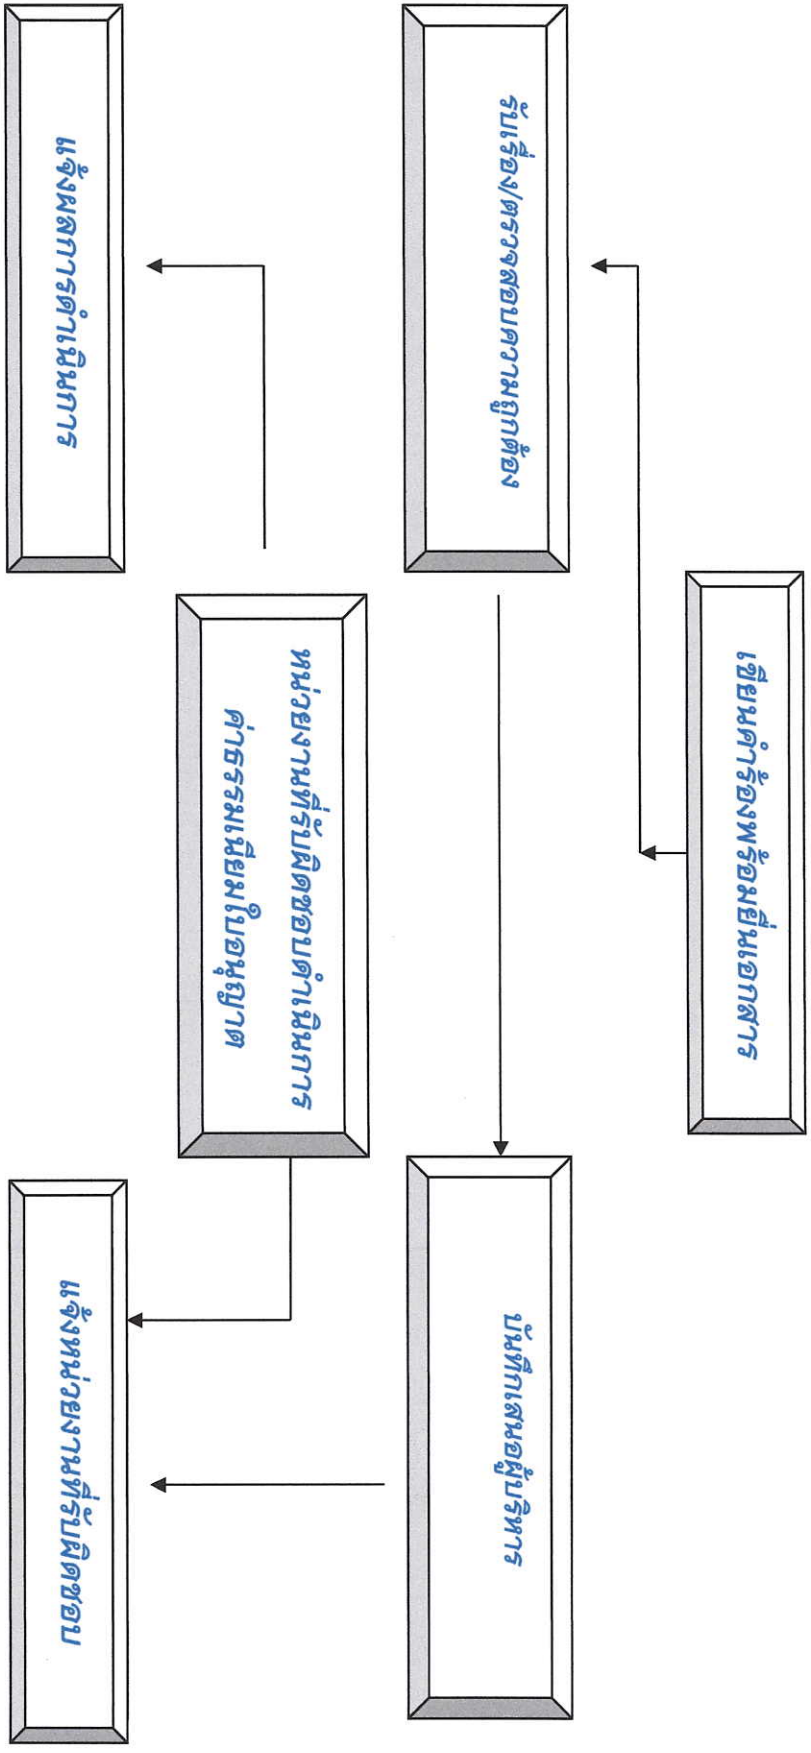 เขียนคำร้องพร้อมยื่นเอกสาร
รับเรื่อง/ตรวจสอบความถูกต้อง
บันทึกเสนอผู้บริหาร
หน่วยงานที่รับผิดชอบดำเนินการ
ค่าธรรมเนียมใบอนุญาต
แจ้งผลการดำเนินการ
แจ้งหน่วยงานที่รับผิดชอบ